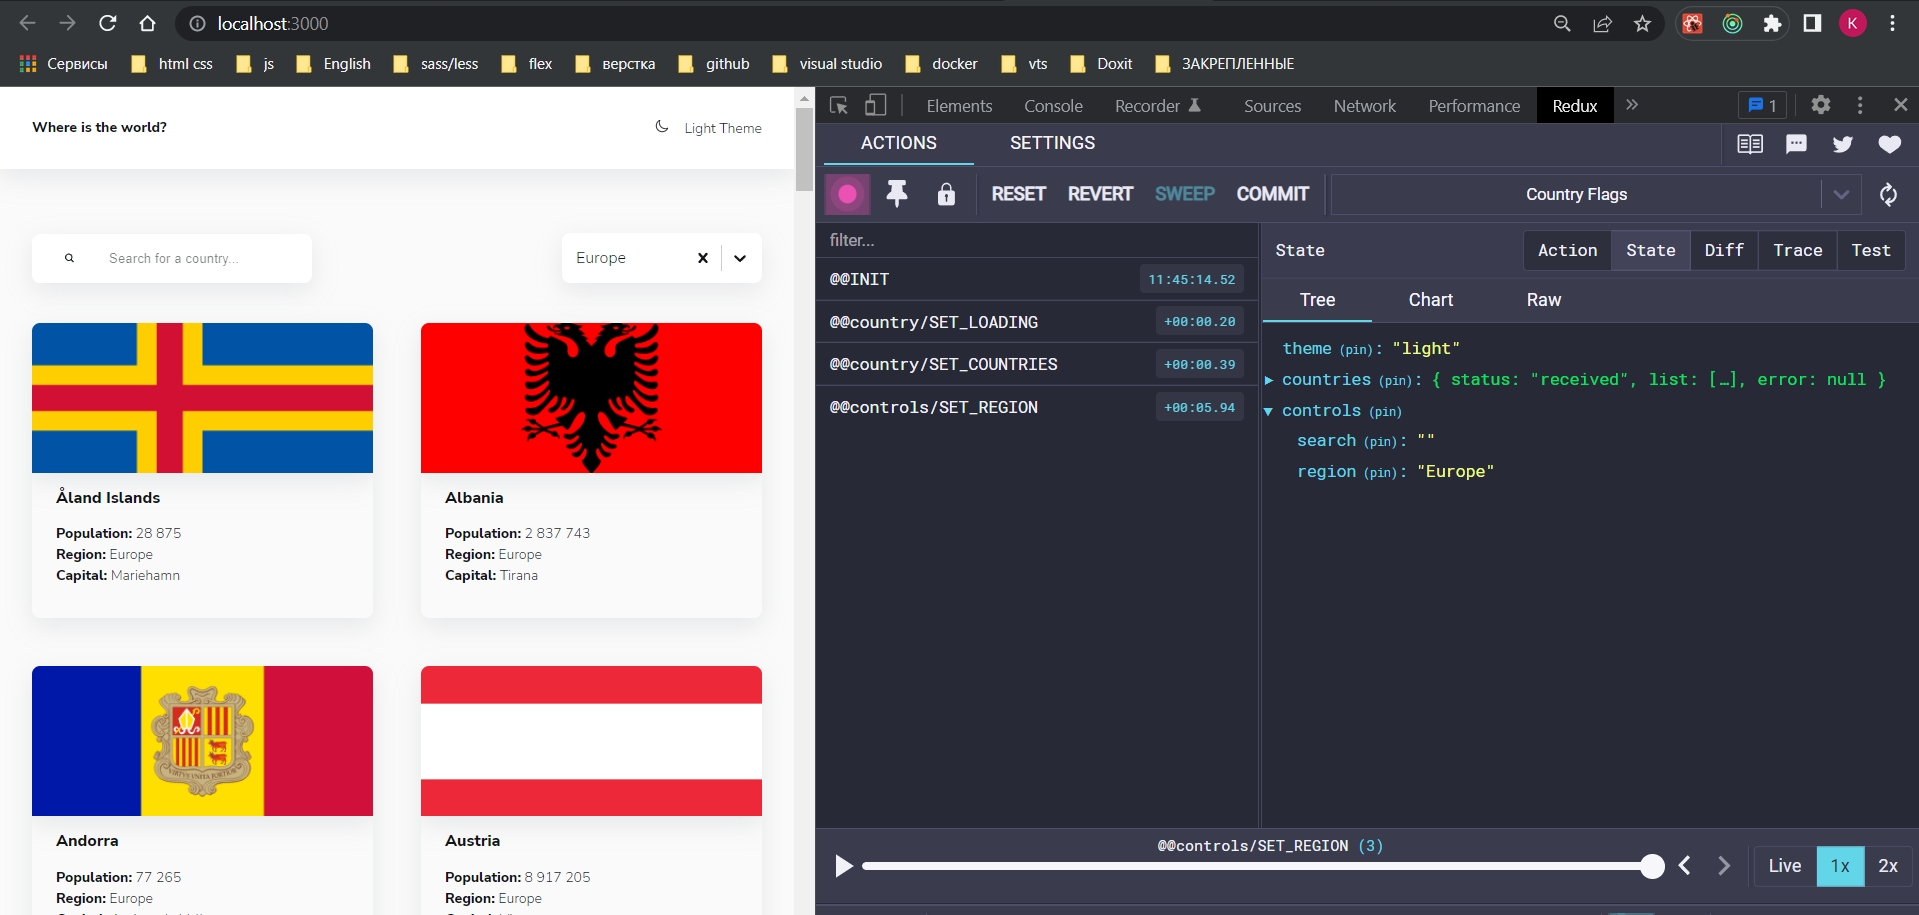 localhost:3000
K
Сервисы html css js English sass/less flex верстка github visual studio docker vts Doxit ЗАКРЕПЛЕННЫЕ
Where is the world?
Light Theme
Search for a country...
Europe
Åland Islands
Population: 28 875
Region: Europe
Capital: Mariehamn
Albania
Population: 2 837 743
Region: Europe
Capital: Tirana
Andorra
Population: 77 265
Region: Europe
Austria
Population: 8 917 205
Region: Europe
Elements Console Recorder Sources Network Performance Redux » 1
ACTIONS SETTINGS
RESET REVERT SWEEP COMMIT Country Flags
filter...
@@INIT 11:45:14.52
@@country/SET_LOADING +00:00.20
@@country/SET_COUNTRIES +00:00.39
@@controls/SET_REGION +00:05.94
State Action State Diff Trace Test
Tree Chart Raw
theme (pin): "light"
countries (pin): { status: "received", list: […], error: null }
controls (pin)
search (pin): ""
region (pin): "Europe"
@@controls/SET_REGION (3)
Live 1x 2x